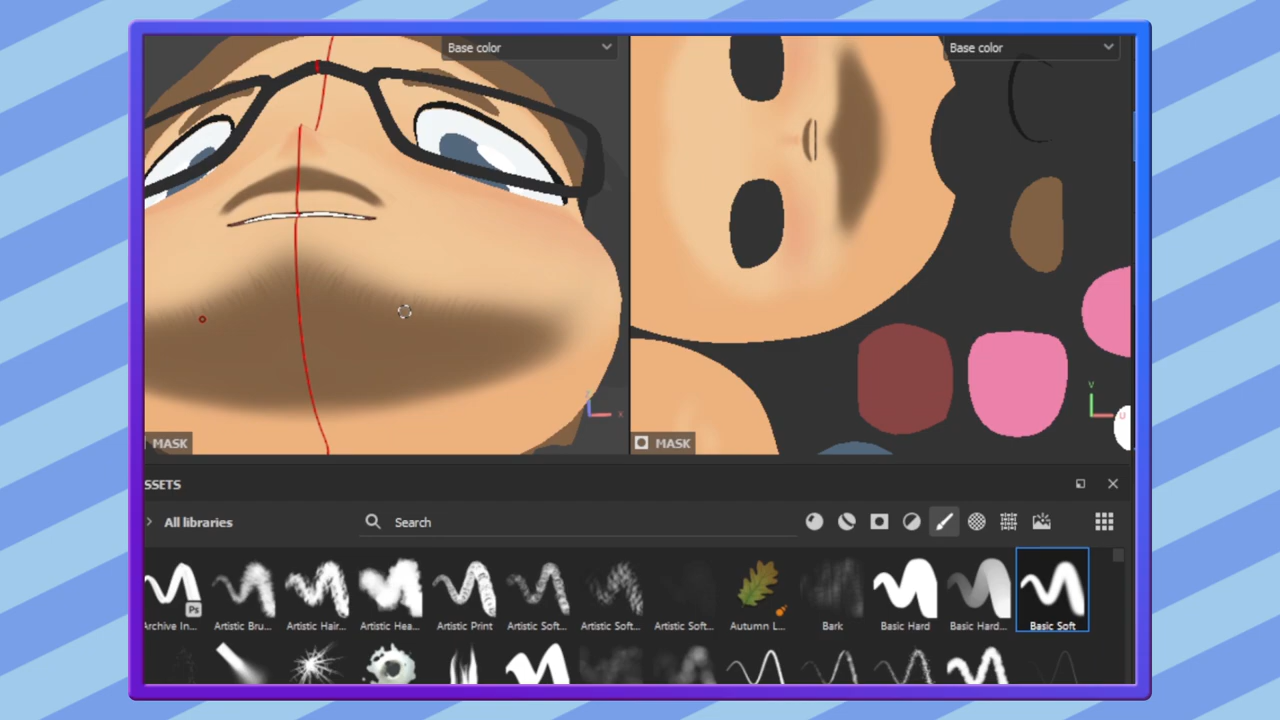 Base color
Base color
MASK
MASK
SSETS
All libraries
Search
Archive In...
Artistic Bru...
Artistic Hair...
Artistic Hea...
Artistic Print
Artistic Soft...
Artistic Soft...
Artistic Soft...
Autumn L...
Bark
Basic Hard
Basic Hard...
Basic Soft
Ps
V
U
X